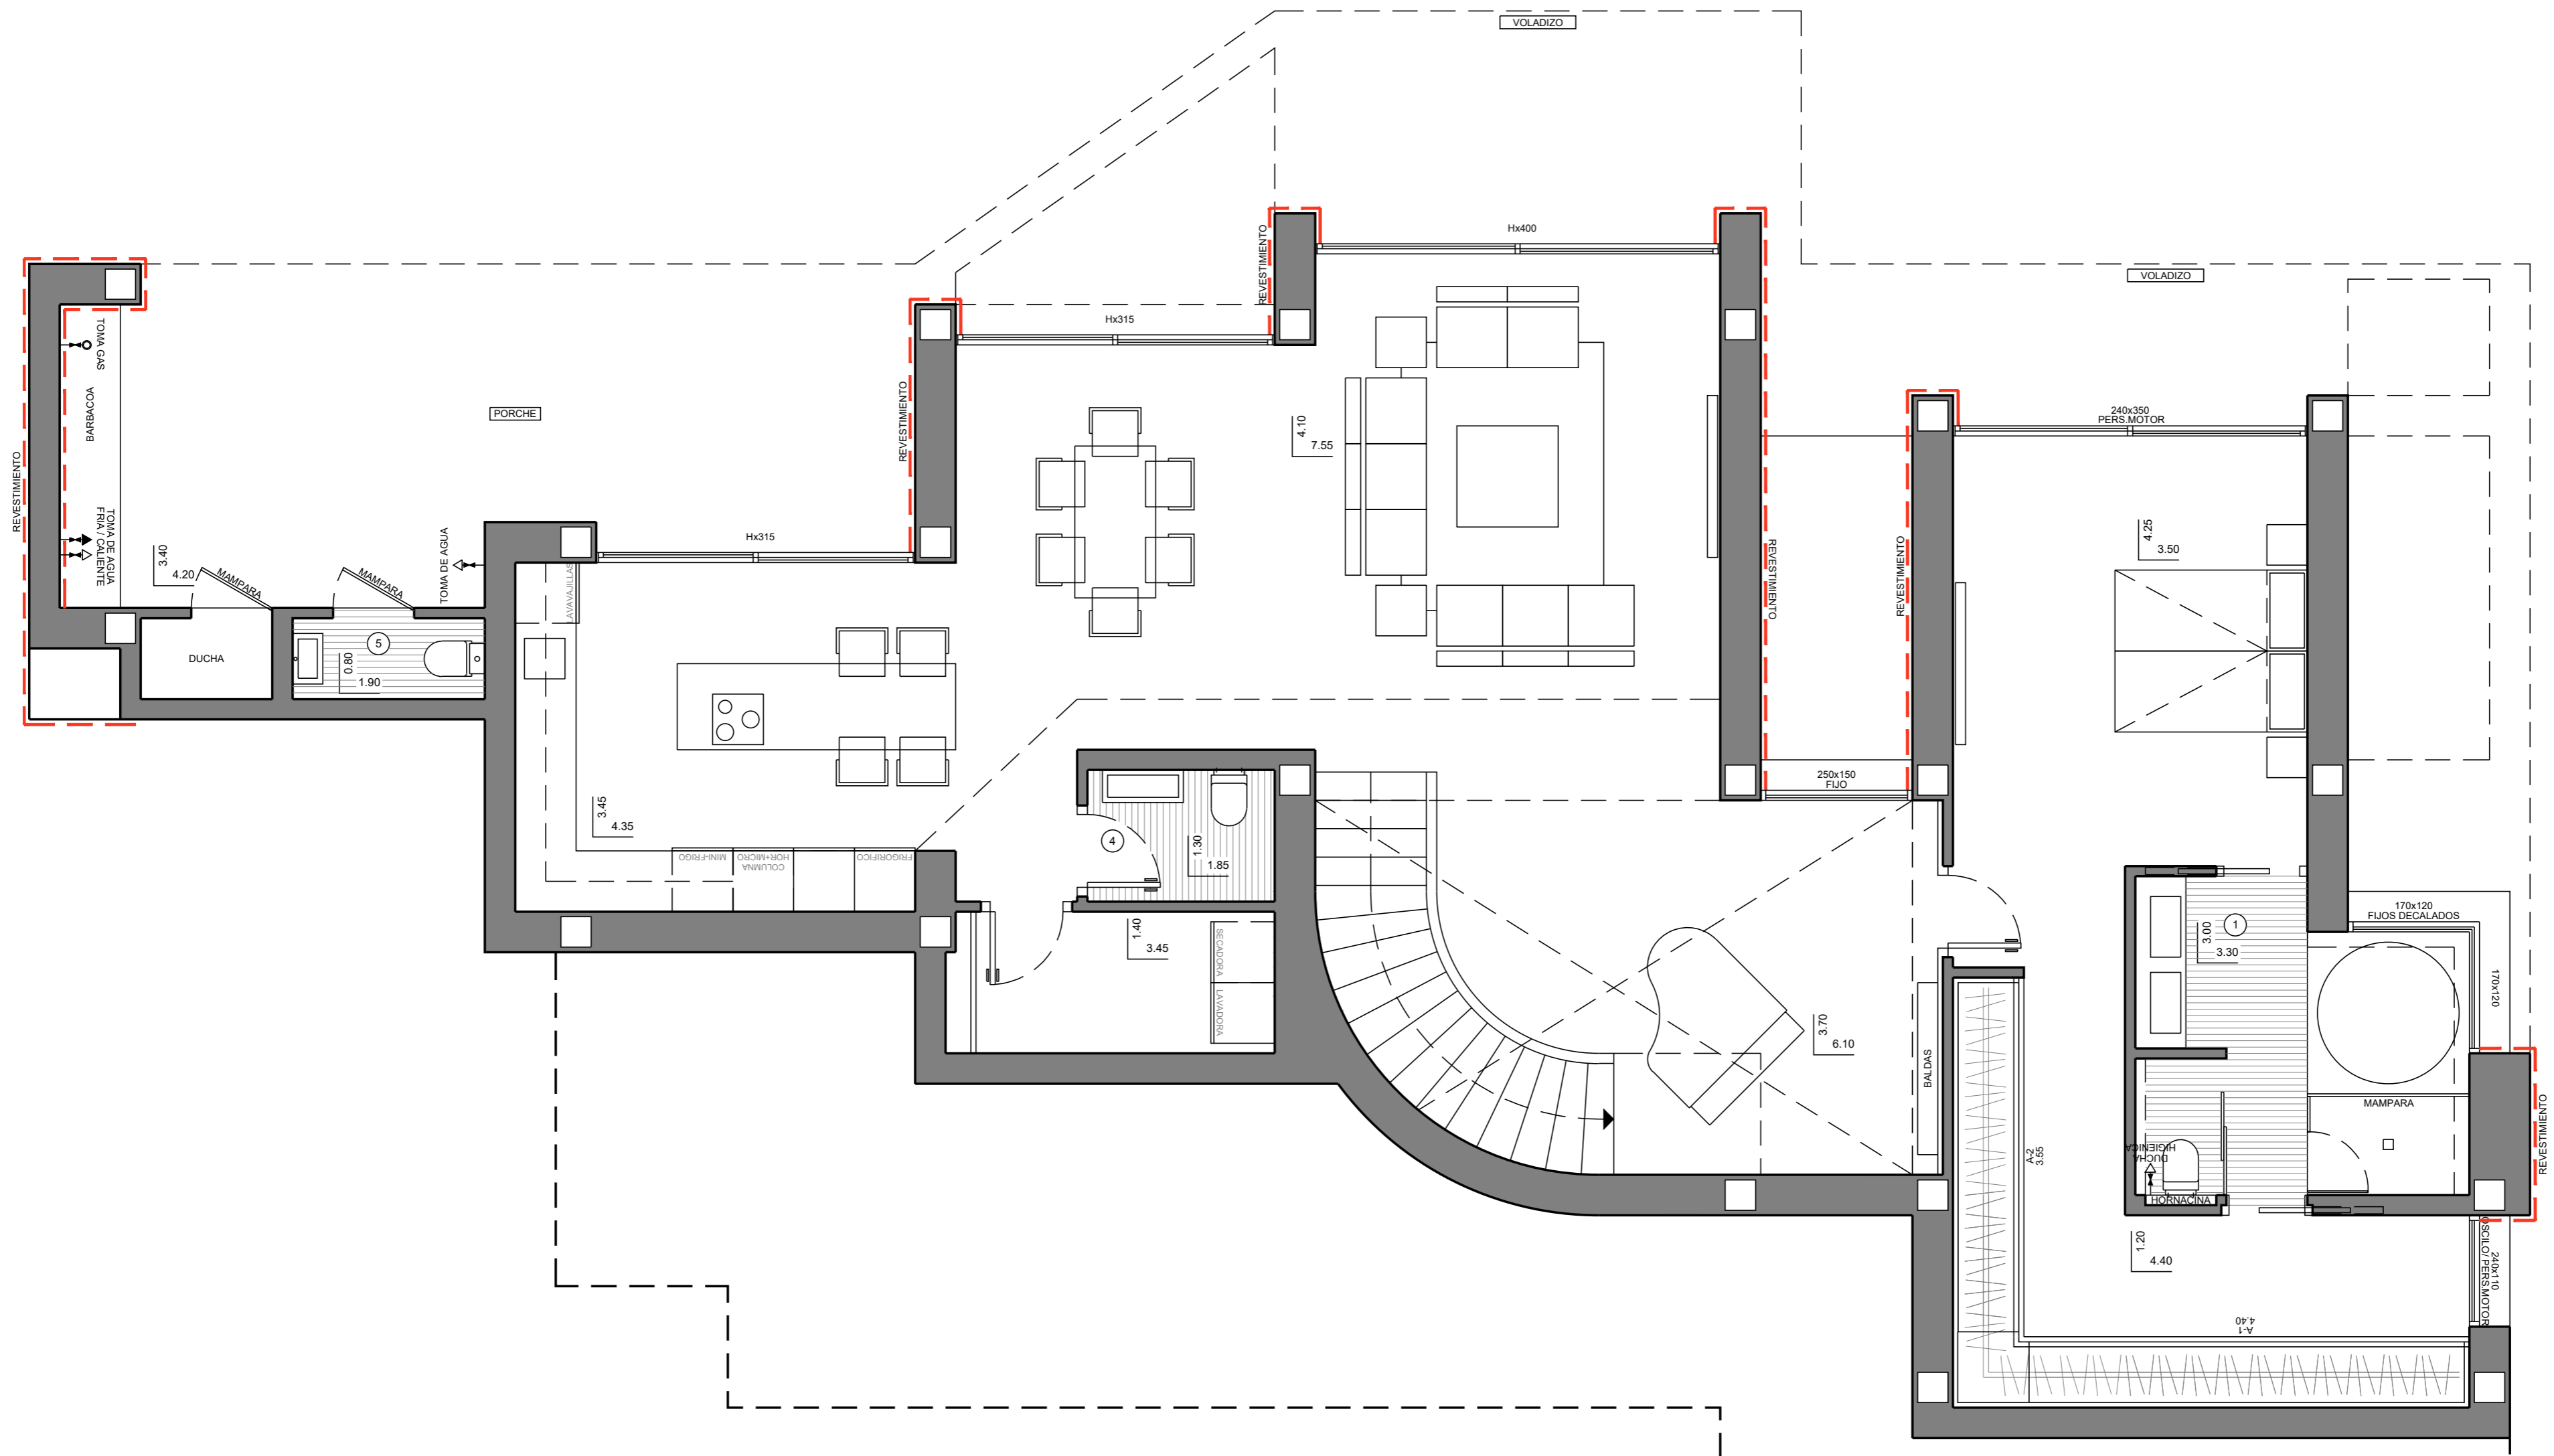 VOLADIZO
VOLADIZO
Hx400
REVESTIMIENTO
Hx315
REVESTIMIENTO
PORCHE
TOMA GAS
BARBACOA
REVESTIMIENTO
TOMA DE AGUA
FRIA / CALIENTE
3.40
4.20
MAMPARA
MAMPARA
TOMA DE AGUA
Hx315
LAVAVAJILLAS
DUCHA
5
0.80
1.90
4.10
7.55
REVESTIMIENTO
REVESTIMIENTO
240x350
PERS.MOTOR
4.25
3.50
250x150
FIJO
3.45
4.35
MINI-FRIGO
COLUMNA
HOR+MICRO
FRIGORIFICO
4
1.30
1.85
1.40
3.45
SECADORA
LAVADORA
3.70
6.10
BALDAS
1
3.00
3.30
170x120
FIJOS DECALADOS
170x120
MAMPARA
REVESTIMIENTO
DUCHA
HIGIENICA
HORNACINA
A-2
3.55
1.20
4.40
240x110
OSCILO/ PERS.MOTOR
A-1
4.40